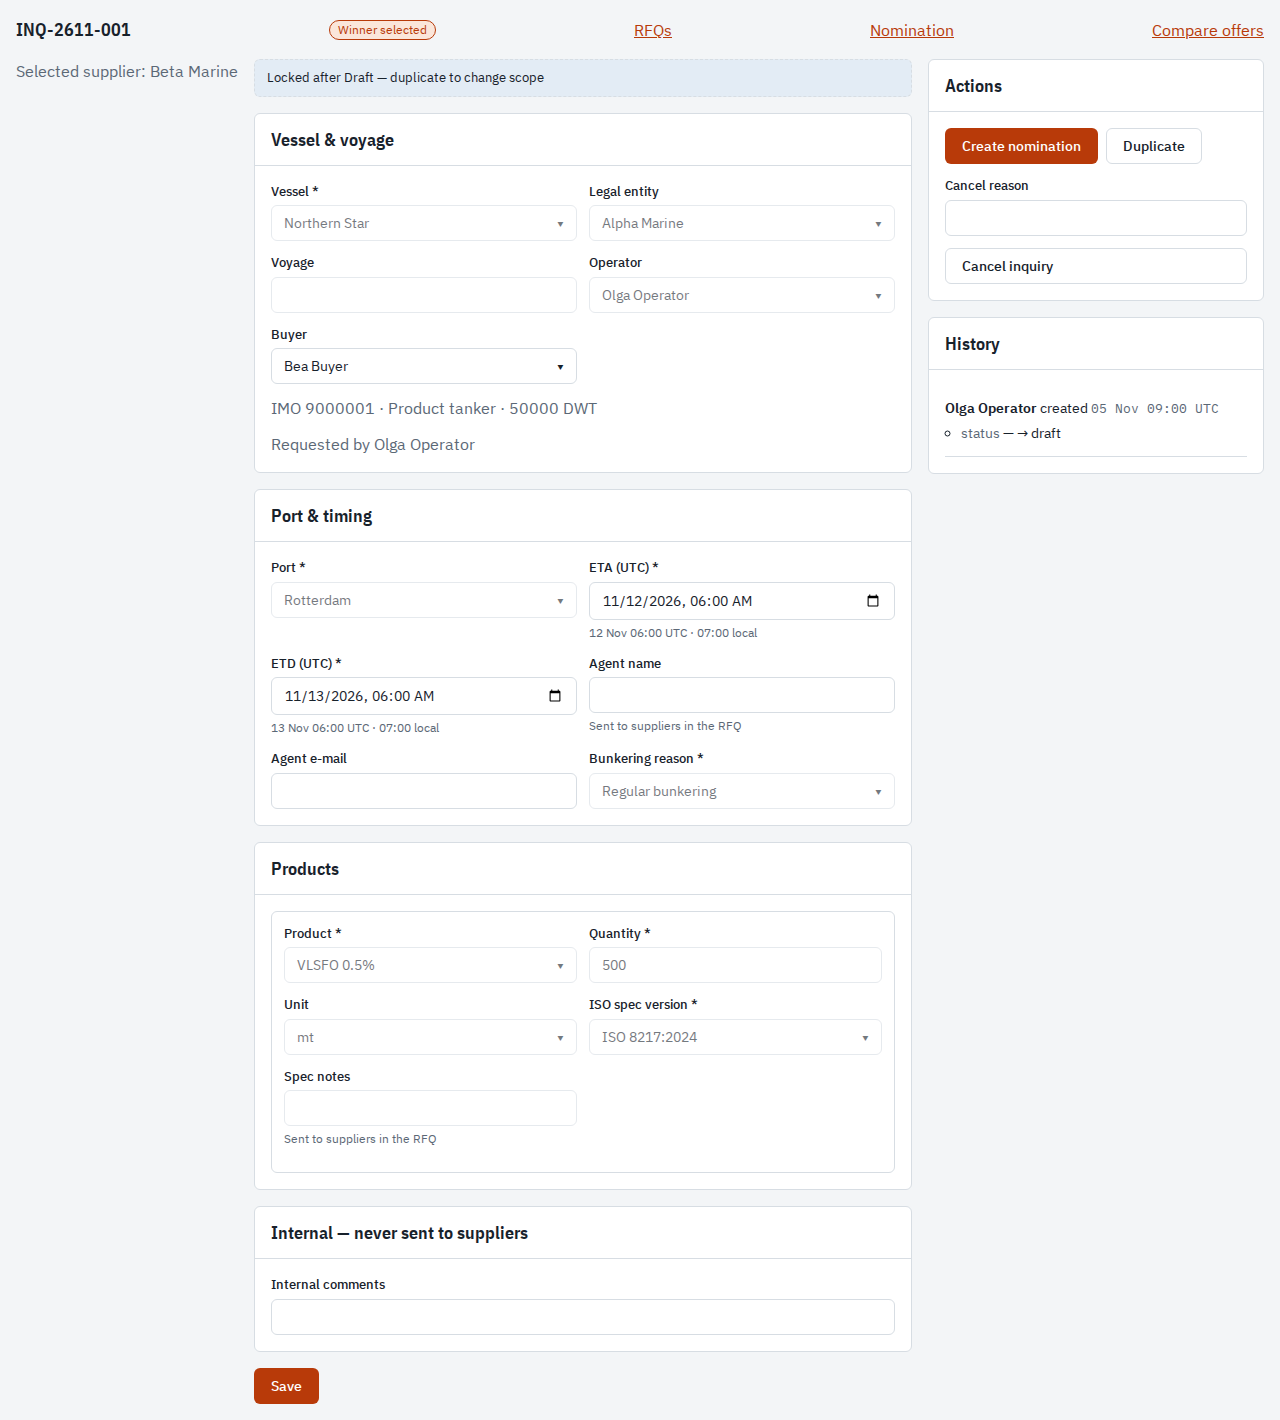 INQ-2611-001
Winner selected
RFQs
Nomination
Compare offers
Selected supplier: Beta Marine
Locked after Draft — duplicate to change scope
Vessel & voyage
Vessel *
Legal entity
Northern Star
Alpha Marine
Voyage
Operator
Olga Operator
Buyer
Bea Buyer
IMO 9000001 · Product tanker · 50000 DWT
Requested by Olga Operator
Port & timing
Port *
ETA (UTC) *
Rotterdam
11/12/2026, 06:00 AM
12 Nov 06:00 UTC · 07:00 local
ETD (UTC) *
Agent name
11/13/2026, 06:00 AM
13 Nov 06:00 UTC · 07:00 local
Sent to suppliers in the RFQ
Agent e-mail
Bunkering reason *
Regular bunkering
Products
Product *
Quantity *
VLSFO 0.5%
500
Unit
ISO spec version *
mt
ISO 8217:2024
Spec notes
Sent to suppliers in the RFQ
Internal — never sent to suppliers
Internal comments
Save
Actions
Create nomination
Duplicate
Cancel reason
Cancel inquiry
History
Olga Operator created 05 Nov 09:00 UTC
status — → draft